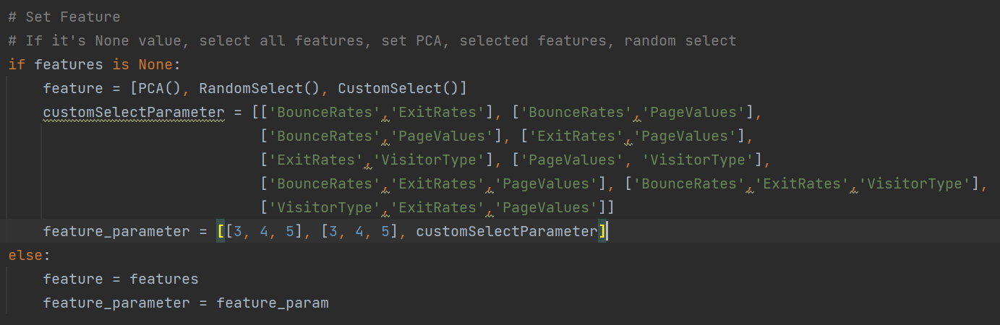 # Set Feature
# If it's None value, select all features, set PCA, selected features, random select
if features is None:
    feature = [PCA(), RandomSelect(), CustomSelect()]
    customSelectParameter = [['BounceRates','ExitRates'], ['BounceRates','PageValues'],
                             ['BounceRates','PageValues'], ['ExitRates','PageValues'],
                             ['ExitRates','VisitorType'], ['PageValues', 'VisitorType'],
                             ['BounceRates','ExitRates','PageValues'], ['BounceRates','ExitRates','VisitorType'],
                             ['VisitorType','ExitRates','PageValues']]
    feature_parameter = [[3, 4, 5], [3, 4, 5], customSelectParameter]
else:
    feature = features
    feature_parameter = feature_param